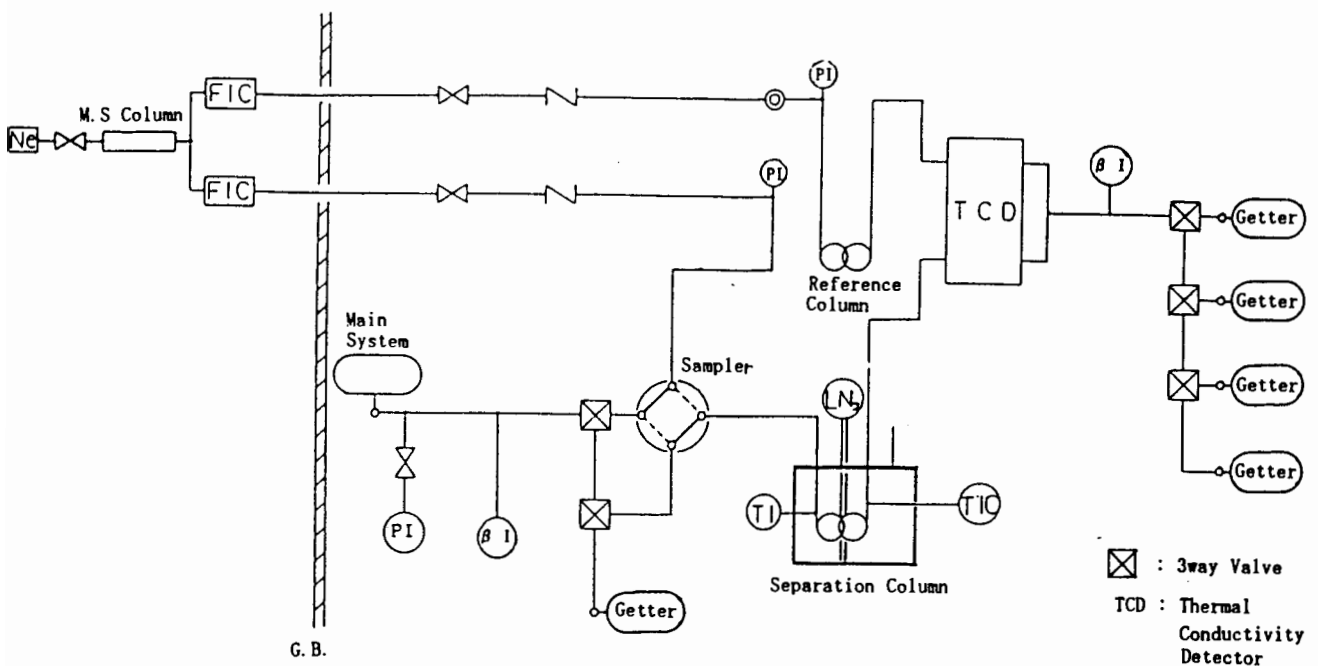 PI
FIC
M.S Column
Ne
FIC
PI
TCD
β I
Getter
Reference
Column
Getter
Main
System
Sampler
Getter
LN₂
Getter
PI
β I
TI
TIC
Separation Column
Getter
G.B.
: 3way Valve
TCD : Thermal
Conductivity
Detector